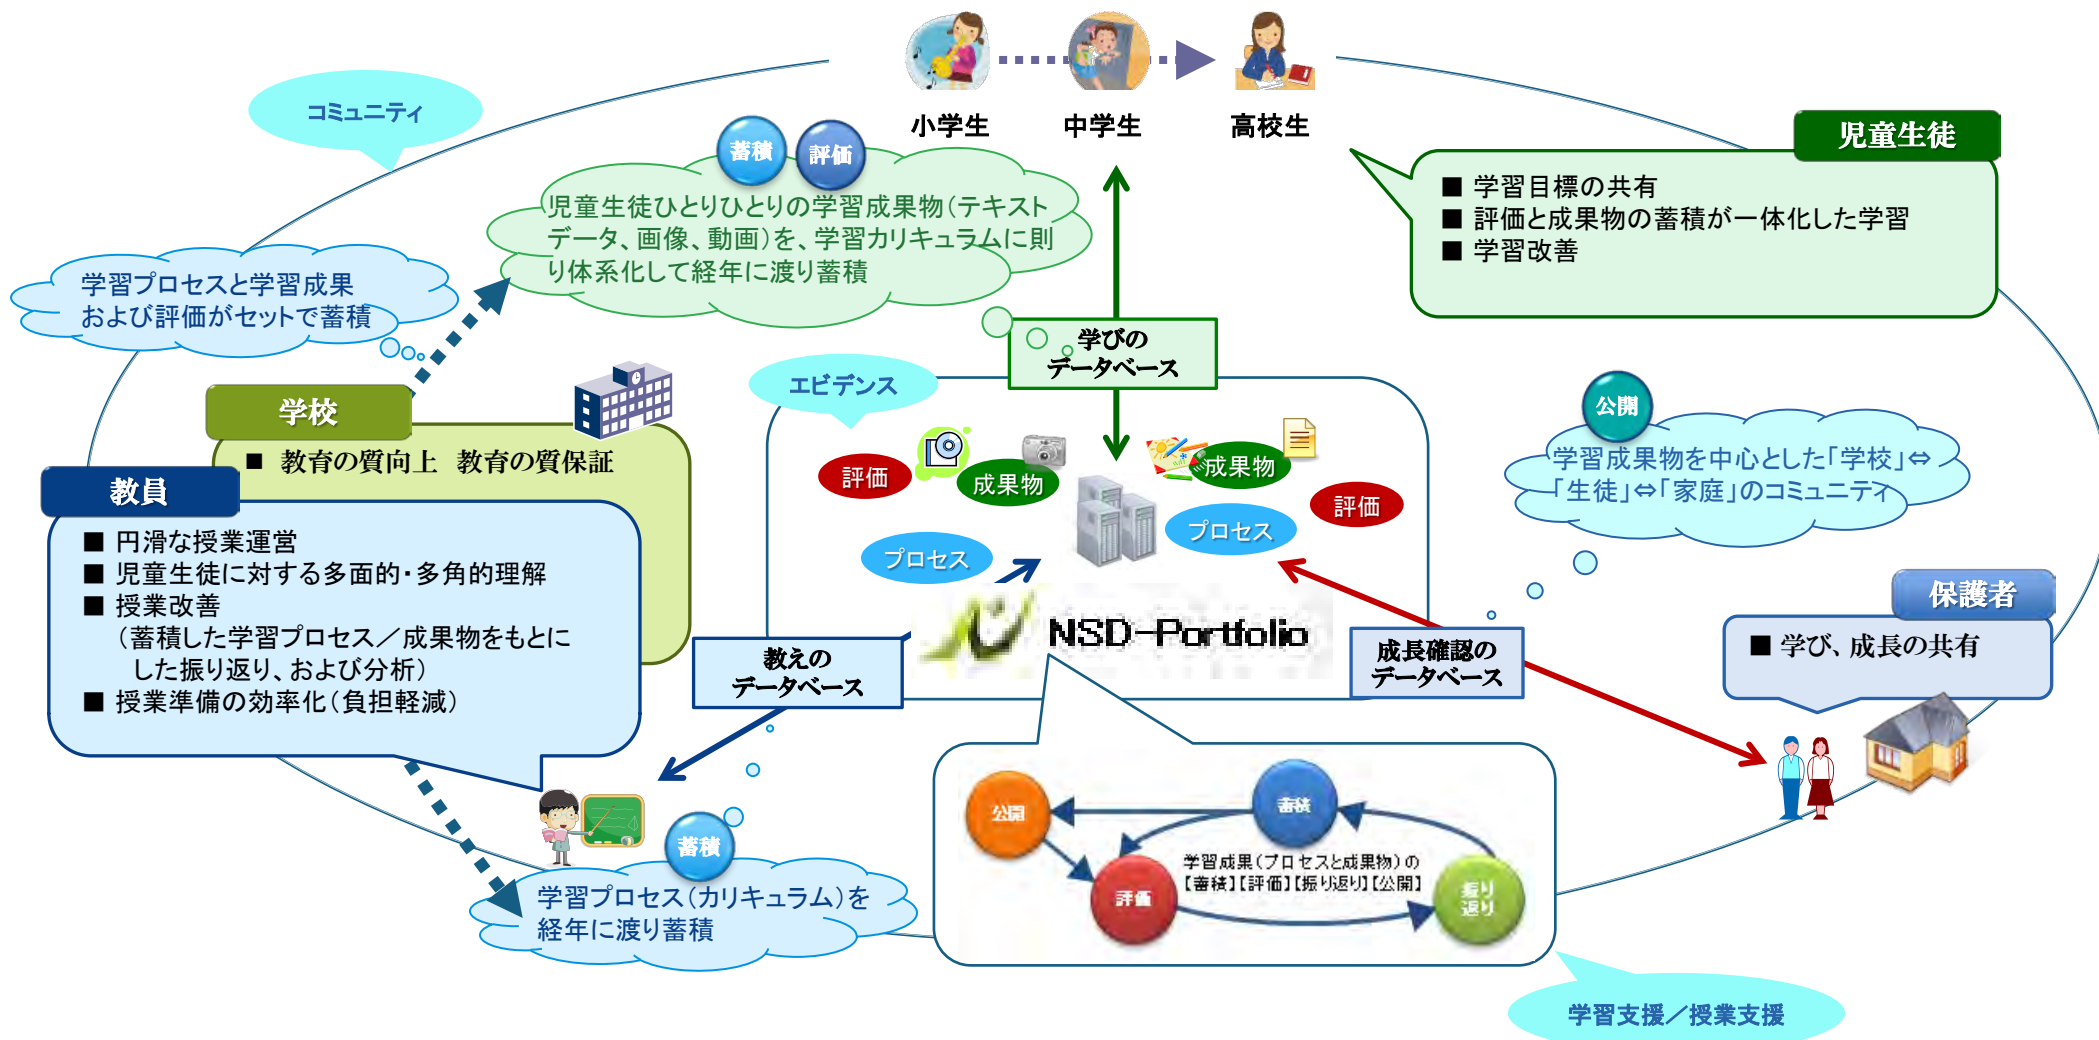 小学生
中学生
高校生
コミュニティ
蓄積
評価
児童生徒ひとりひとりの学習成果物（テキスト
データ、画像、動画）を、学習カリキュラムに則
り体系化して経年に渡り蓄積
児童生徒
■ 学習目標の共有
■ 評価と成果物の蓄積が一体化した学習
■ 学習改善
学習プロセスと学習成果
および評価がセットで蓄積
学びの
データベース
エビデンス
学校
■ 教育の質向上 教育の質保証
教員
■ 円滑な授業運営
■ 児童生徒に対する多面的・多角的理解
■ 授業改善
（蓄積した学習プロセス／成果物をもとに
した振り返り、および分析）
■ 授業準備の効率化（負担軽減）
評価
成果物
成果物
評価
プロセス
プロセス
NSD-Portfolio
教えの
データベース
成長確認の
データベース
公開
学習成果物を中心とした「学校」⇔
「生徒」⇔「家庭」のコミュニティ
保護者
■ 学び、成長の共有
蓄積
学習プロセス（カリキュラム）を
経年に渡り蓄積
公開
蓄積
学習成果（プロセスと成果物）の
【蓄積】【評価】【振り返り】【公開】
評価
振り
返り
学習支援／授業支援